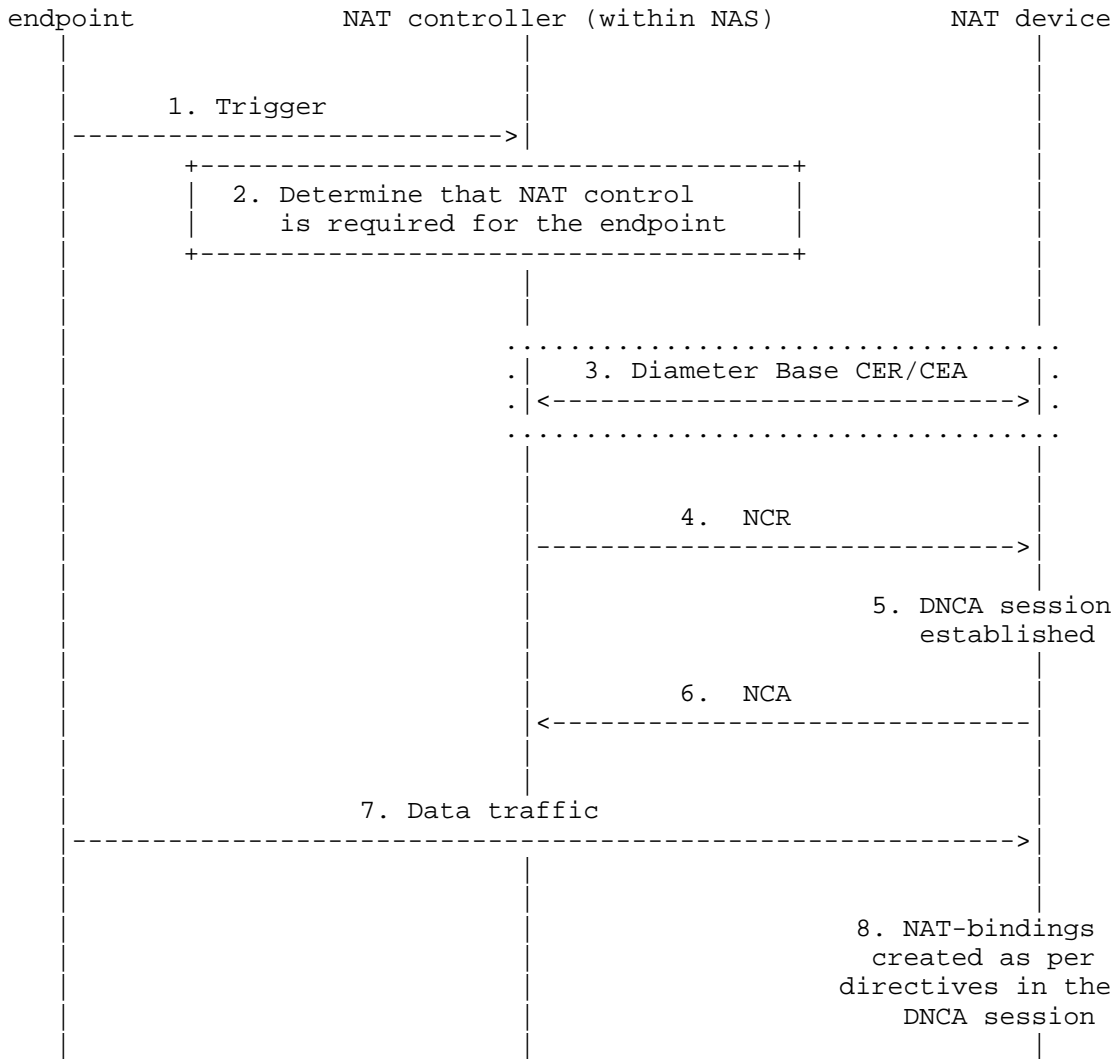 endpoint NAT controller (within NAS) NAT device
1. Trigger
2. Determine that NAT control
is required for the endpoint
3. Diameter Base CER/CEA
4. NCR
5. DNCA session
established
6. NCA
7. Data traffic
8. NAT-bindings
created as per
directives in the
DNCA session